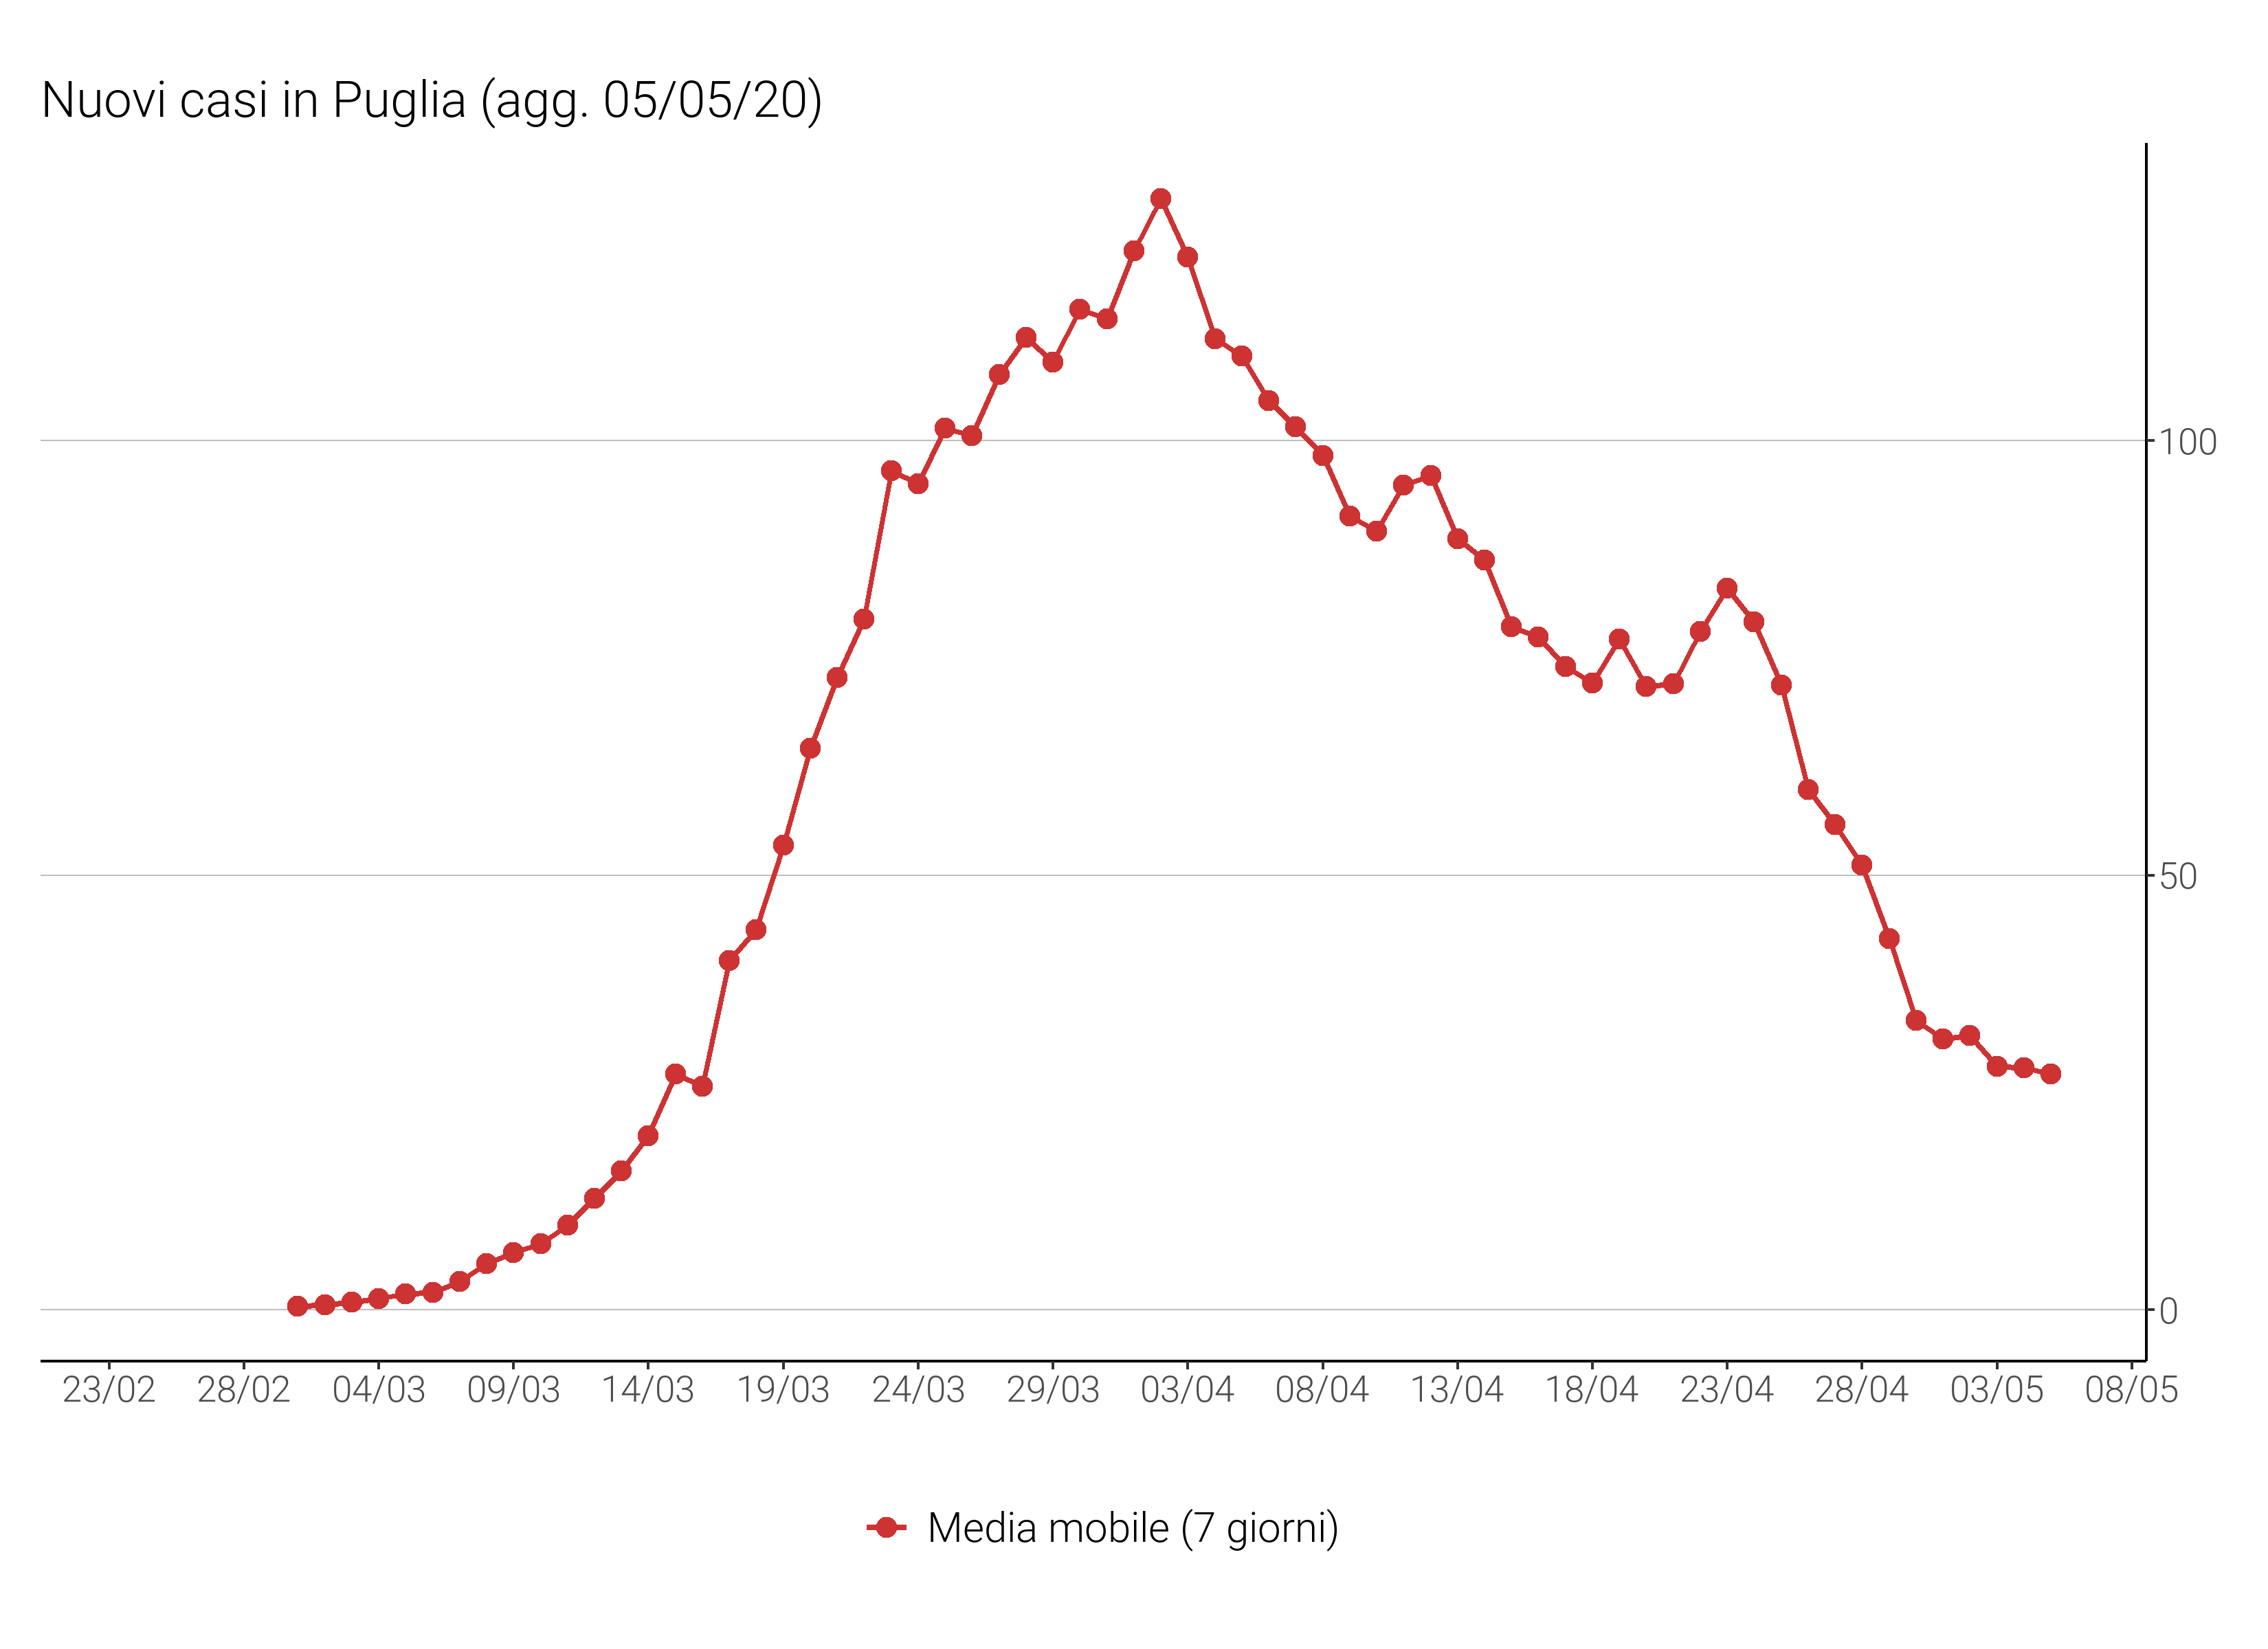 Nuovi casi in Puglia (agg. 05/05/20)
100
50
0
23/02 28/02 04/03 09/03 14/03 19/03 24/03 29/03 03/04 08/04 13/04 18/04 23/04 28/04 03/05 08/05
Media mobile (7 giorni)